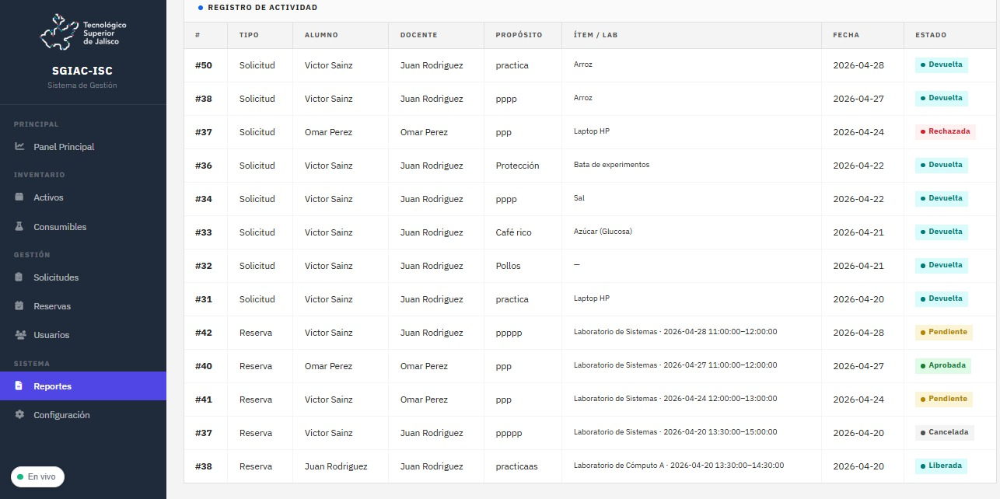 Tecnológico
Superior
de Jalisco
SGIAC-ISC
Sistema de Gestión
PRINCIPAL
Panel Principal
INVENTARIO
Activos
Consumibles
GESTIÓN
Solicitudes
Reservas
Usuarios
SISTEMA
Reportes
Configuración
En vivo
REGISTRO DE ACTIVIDAD
# TIPO ALUMNO DOCENTE PROPÓSITO ÍTEM / LAB FECHA ESTADO
#50 Solicitud Victor Sainz Juan Rodriguez practica Arroz 2026-04-28 Devuelta
#38 Solicitud Victor Sainz Juan Rodriguez pppp Arroz 2026-04-27 Devuelta
#37 Solicitud Omar Perez Omar Perez ppp Laptop HP 2026-04-24 Rechazada
#36 Solicitud Victor Sainz Juan Rodriguez Protección Bata de experimentos 2026-04-22 Devuelta
#34 Solicitud Victor Sainz Juan Rodriguez pppp Sal 2026-04-22 Devuelta
#33 Solicitud Victor Sainz Juan Rodriguez Café rico Azúcar (Glucosa) 2026-04-21 Devuelta
#32 Solicitud Victor Sainz Juan Rodriguez Pollos — 2026-04-21 Devuelta
#31 Solicitud Victor Sainz Juan Rodriguez practica Laptop HP 2026-04-20 Devuelta
#42 Reserva Victor Sainz Juan Rodriguez ppppp Laboratorio de Sistemas · 2026-04-28 11:00:00–12:00:00 2026-04-28 Pendiente
#40 Reserva Omar Perez Omar Perez ppp Laboratorio de Sistemas · 2026-04-27 11:00:00–12:00:00 2026-04-27 Aprobada
#41 Reserva Victor Sainz Omar Perez ppp Laboratorio de Sistemas · 2026-04-24 12:00:00–13:00:00 2026-04-24 Pendiente
#37 Reserva Victor Sainz Juan Rodriguez ppppp Laboratorio de Sistemas · 2026-04-20 13:30:00–15:00:00 2026-04-20 Cancelada
#38 Reserva Juan Rodriguez Juan Rodriguez practicaas Laboratorio de Cómputo A · 2026-04-20 13:30:00–14:30:00 2026-04-20 Liberada